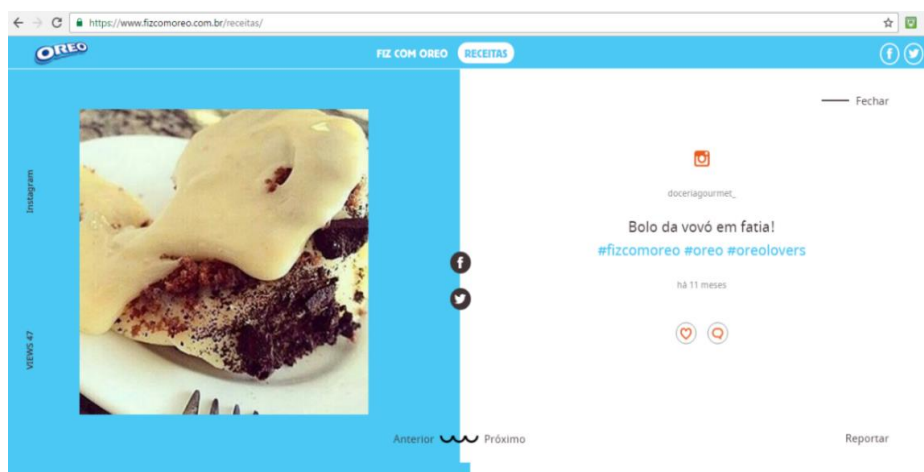 https://www.fizcomoreo.com.br/receitas/
OREO
FIZ COM OREO RECEITAS
Fechar
Instagram
doceriagourmet_
Bolo da vovó em fatia!
#fizcomoreo #oreo #oreolovers
há 11 meses
VIEWS 47
Anterior Próximo
Reportar